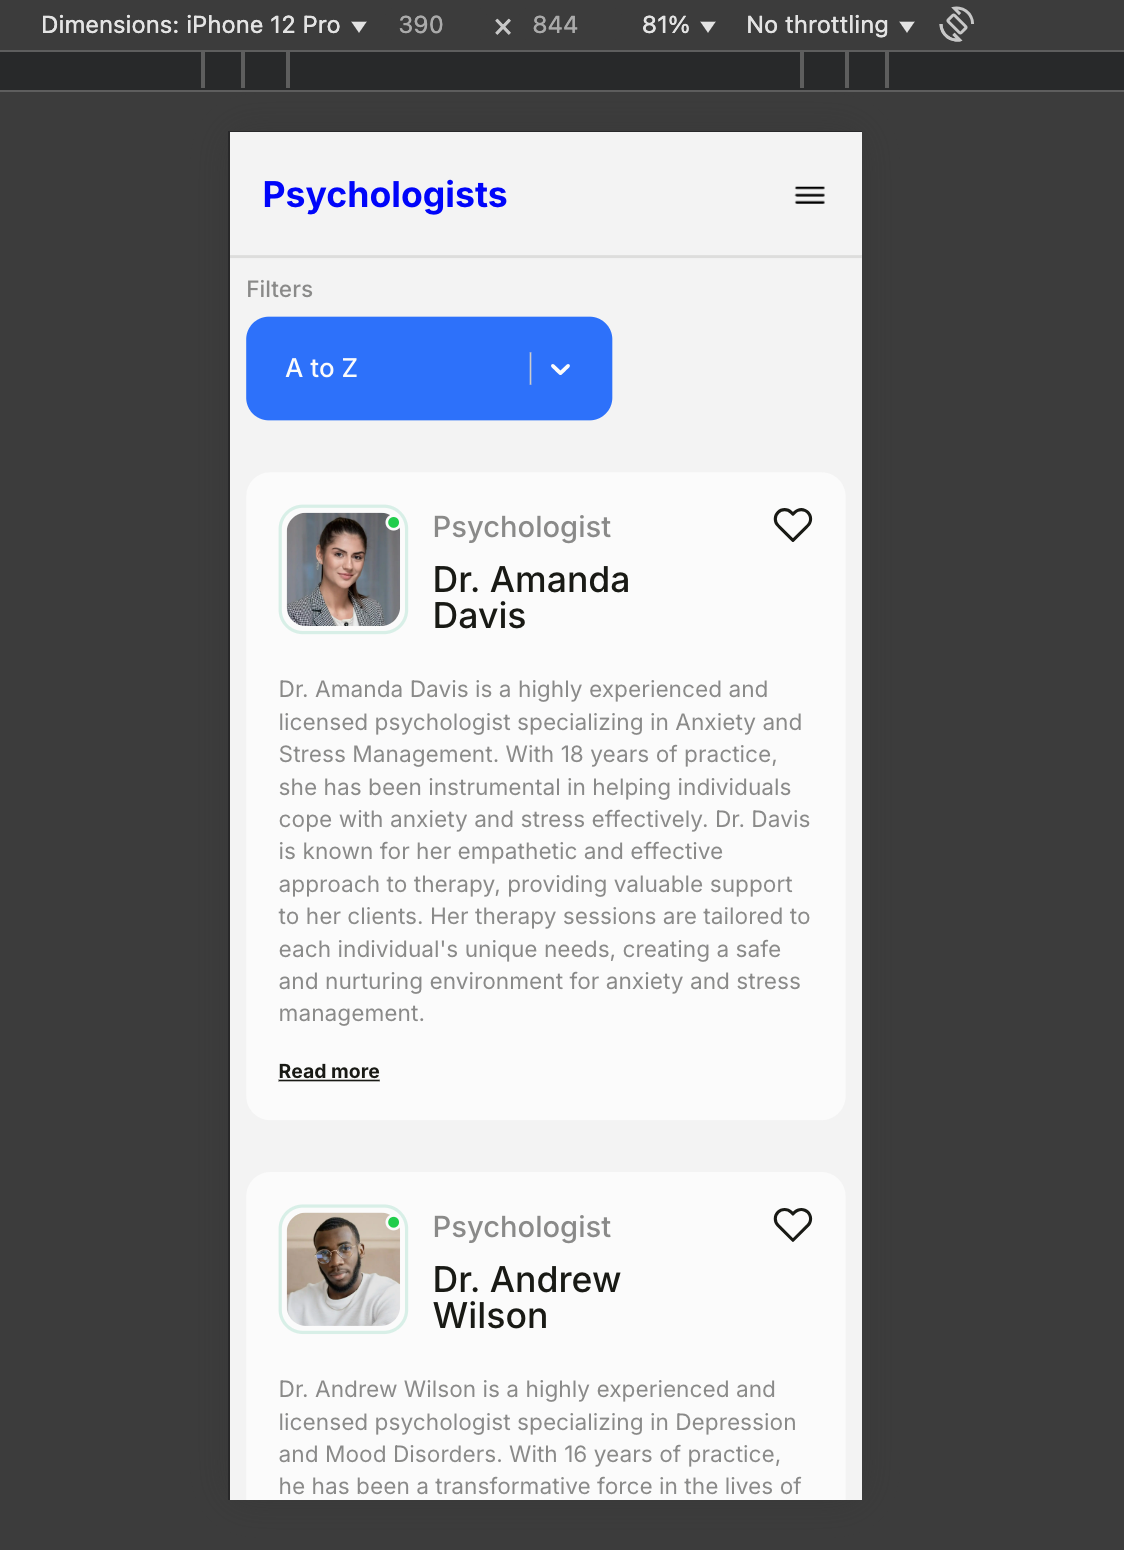 Dimensions: iPhone 12 Pro ▼ 390 × 844 81% ▼ No throttling ▼
Psychologists
Filters
A to Z
Psychologist
Dr. Amanda
Davis
Dr. Amanda Davis is a highly experienced and
licensed psychologist specializing in Anxiety and
Stress Management. With 18 years of practice,
she has been instrumental in helping individuals
cope with anxiety and stress effectively. Dr. Davis
is known for her empathetic and effective
approach to therapy, providing valuable support
to her clients. Her therapy sessions are tailored to
each individual's unique needs, creating a safe
and nurturing environment for anxiety and stress
management.
Read more
Psychologist
Dr. Andrew
Wilson
Dr. Andrew Wilson is a highly experienced and
licensed psychologist specializing in Depression
and Mood Disorders. With 16 years of practice,
he has been a transformative force in the lives of